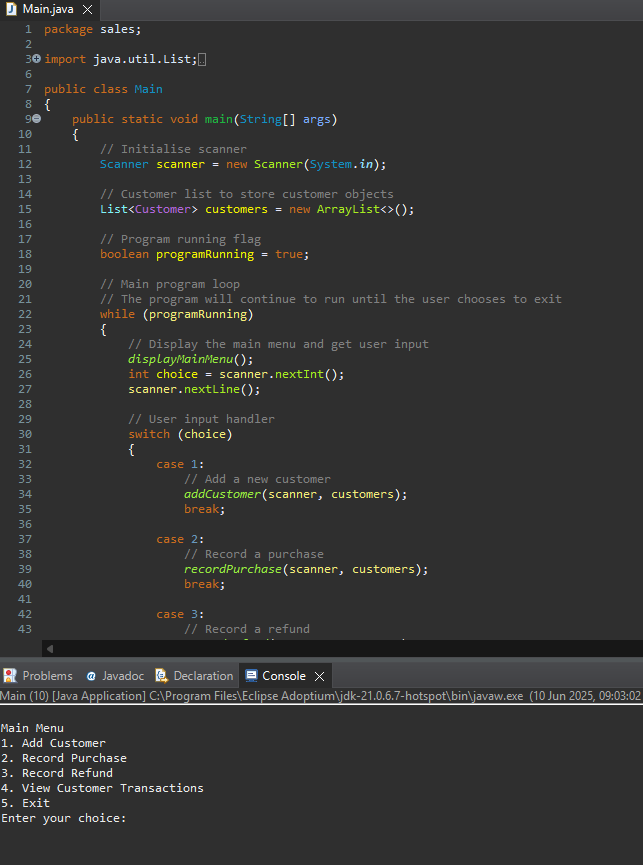 Main.java
1 package sales;
2
3 import java.util.List;
6
7 public class Main
8 {
9 public static void main(String[] args)
10 {
11 // Initialise scanner
12 Scanner scanner = new Scanner(System.in);
13
14 // Customer list to store customer objects
15 List<Customer> customers = new ArrayList<>();
16
17 // Program running flag
18 boolean programRunning = true;
19
20 // Main program loop
21 // The program will continue to run until the user chooses to exit
22 while (programRunning)
23 {
24 // Display the main menu and get user input
25 displayMainMenu();
26 int choice = scanner.nextInt();
27 scanner.nextLine();
28
29 // User input handler
30 switch (choice)
31 {
32 case 1:
33 // Add a new customer
34 addCustomer(scanner, customers);
35 break;
36
37 case 2:
38 // Record a purchase
39 recordPurchase(scanner, customers);
40 break;
41
42 case 3:
43 // Record a refund
Problems Javadoc Declaration Console
Main (10) [Java Application] C:\Program Files\Eclipse Adoptium\jdk-21.0.6.7-hotspot\bin\javaw.exe (10 Jun 2025, 09:03:02
Main Menu
1. Add Customer
2. Record Purchase
3. Record Refund
4. View Customer Transactions
5. Exit
Enter your choice: